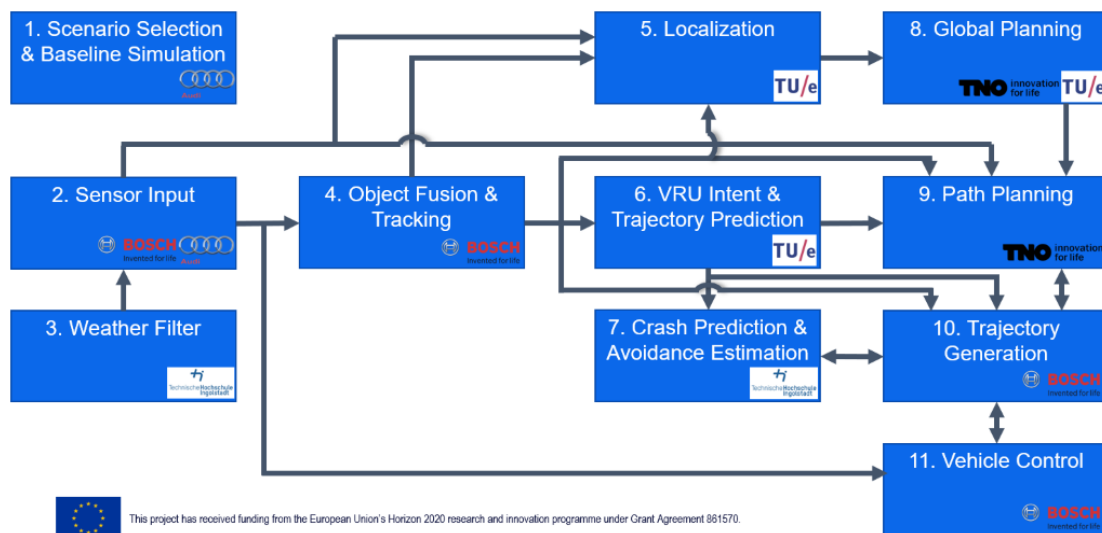 1. Scenario Selection
& Baseline Simulation
Audi
5. Localization
TU/e
8. Global Planning
TNO innovation
for life
TU/e
2. Sensor Input
BOSCH
Invented for life
Audi
4. Object Fusion &
Tracking
BOSCH
Invented for life
6. VRU Intent &
Trajectory Prediction
TU/e
9. Path Planning
TNO innovation
for life
3. Weather Filter
Technische Hochschule
Ingolstadt
7. Crash Prediction &
Avoidance Estimation
Technische Hochschule
Ingolstadt
10. Trajectory
Generation
BOSCH
Invented for life
11. Vehicle Control
BOSCH
Invented for life
This project has received funding from the European Union's Horizon 2020 research and innovation programme under Grant Agreement 861570.